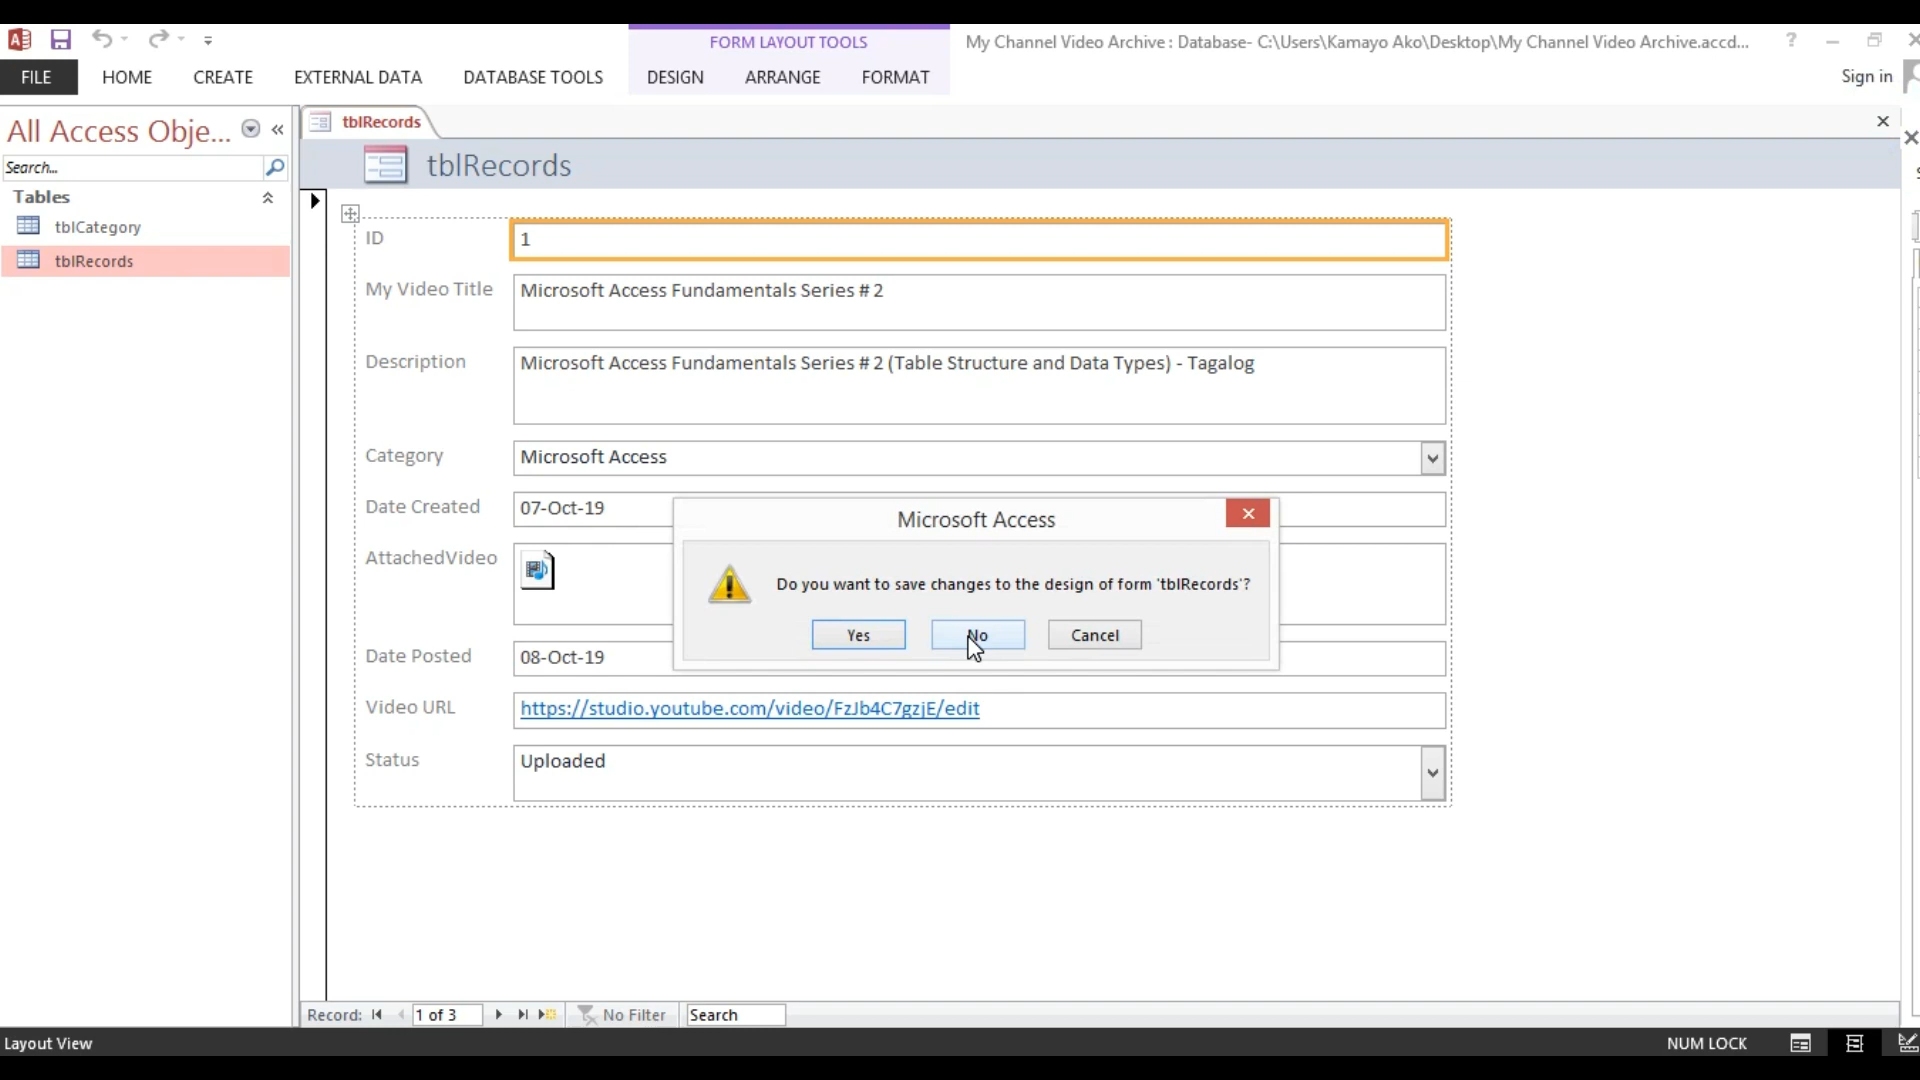 FORM LAYOUT TOOLS
My Channel Video Archive : Database- C:\Users\Kamayo Ako\Desktop\My Channel Video Archive.accd...
?
FILE HOME CREATE EXTERNAL DATA DATABASE TOOLS DESIGN ARRANGE FORMAT
Sign in
All Access Obje...
Search...
Tables
tblCategory
tblRecords
tblRecords
tblRecords
ID 1
My Video Title Microsoft Access Fundamentals Series # 2
Description Microsoft Access Fundamentals Series # 2 (Table Structure and Data Types) - Tagalog
Category Microsoft Access
Date Created 07-Oct-19
AttachedVideo
Date Posted 08-Oct-19
Video URL https://studio.youtube.com/video/FzJb4C7gzjE/edit
Status Uploaded
Microsoft Access
Do you want to save changes to the design of form 'tblRecords'?
Yes No Cancel
Record: 1 of 3 No Filter Search
Layout View
NUM LOCK